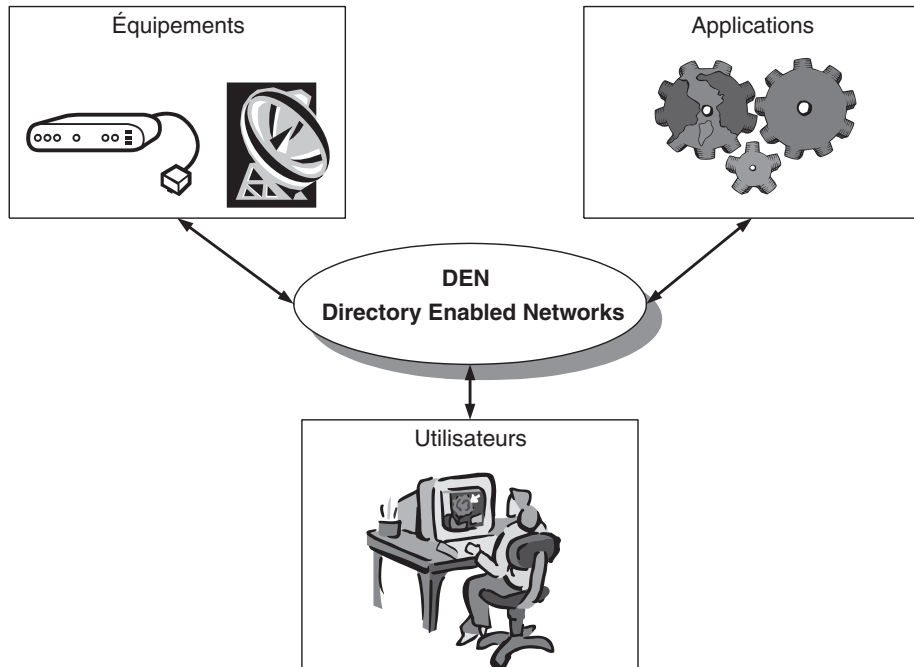 Équipements
Applications
DEN
Directory Enabled Networks
Utilisateurs